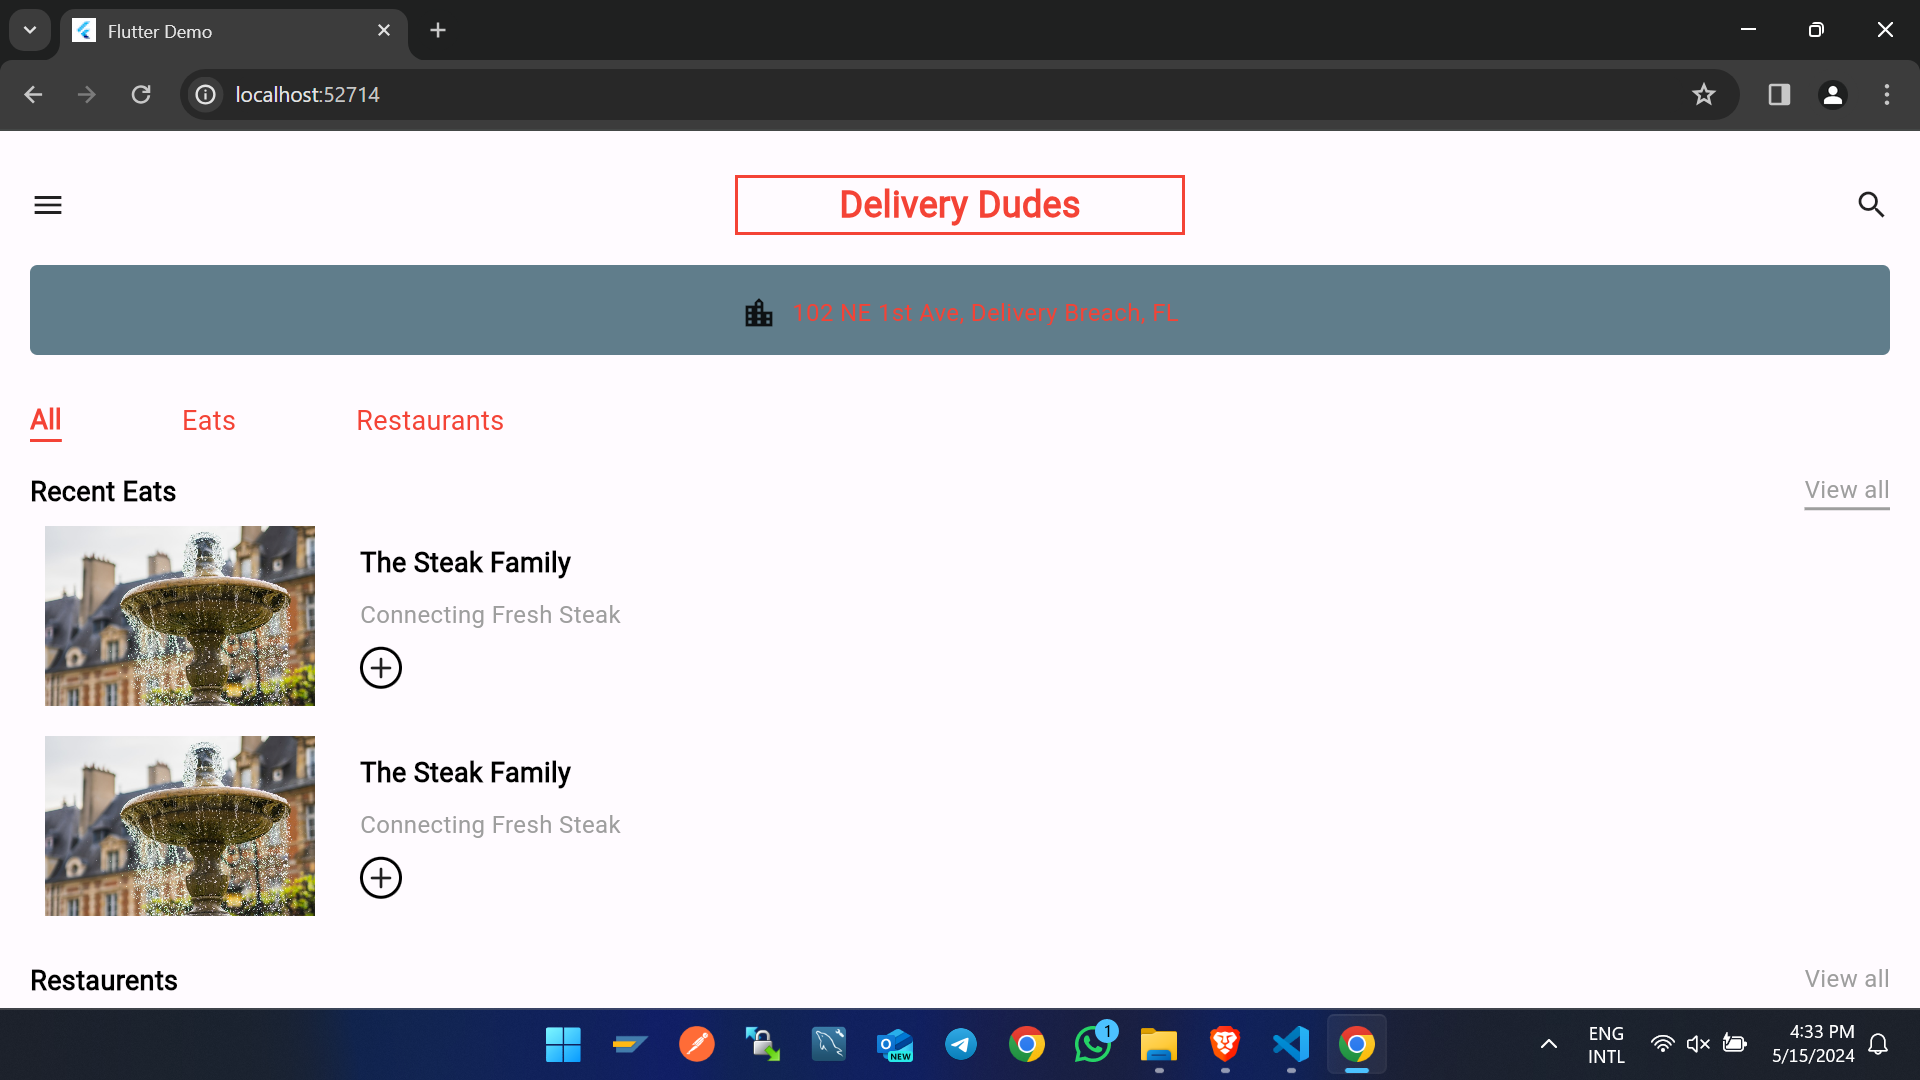 Flutter Demo
localhost:52714
Delivery Dudes
102 NE 1st Ave, Delivery Breach, FL
All Eats Restaurants
Recent Eats View all
The Steak Family
Connecting Fresh Steak
The Steak Family
Connecting Fresh Steak
Restaurents View all
NEW
1
ENG
INTL
4:33 PM
5/15/2024